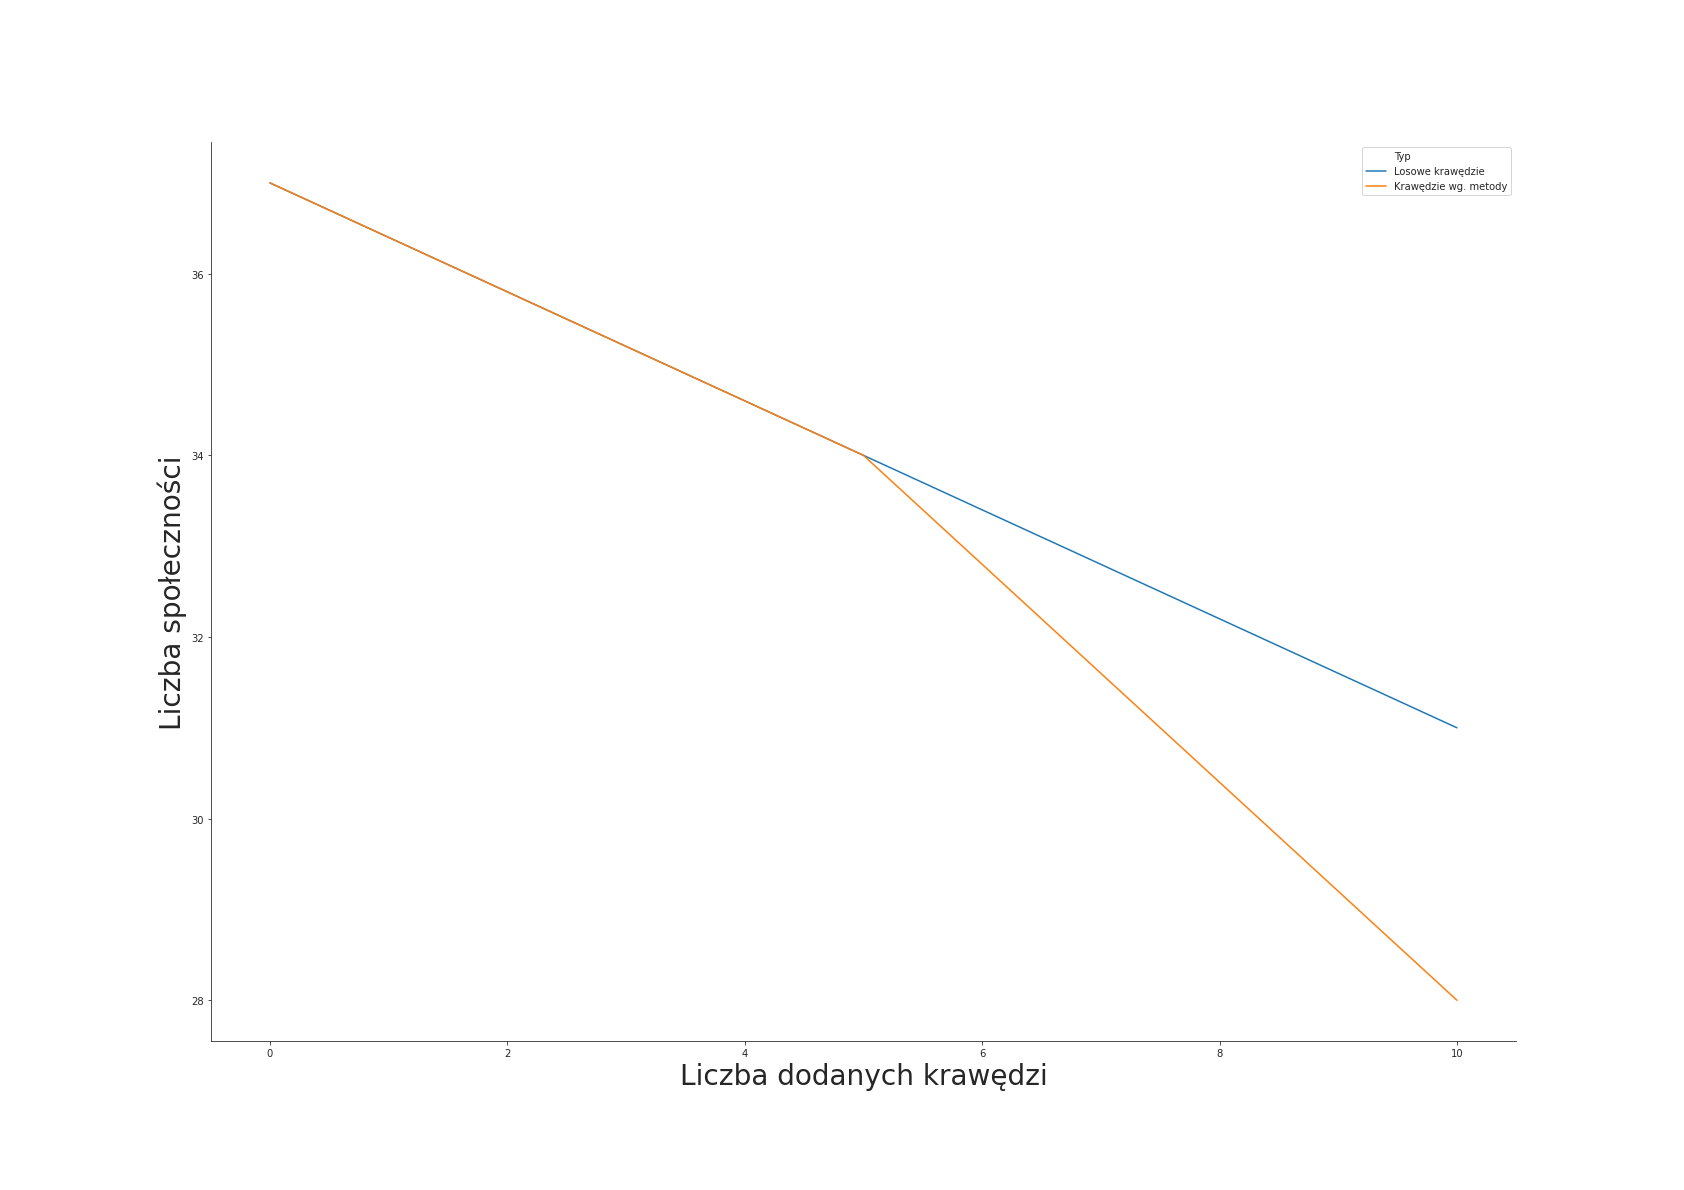 Typ
Losowe krawędzie
Krawędzie wg. metody
36
34
32
30
28
Liczba społeczności
0 2 4 6 8 10
Liczba dodanych krawędzi